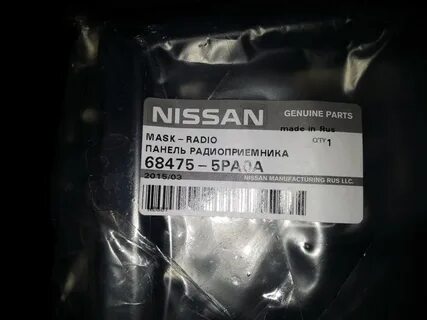 NISSAN GENUINE PARTS
made in Rus
MASK-RADIO Q'TY 1
ПАНЕЛЬ РАДИОПРИЕМНИКА
68475-5PA0A
2015/03 NISSAN MANUFACTURING RUS LLC.